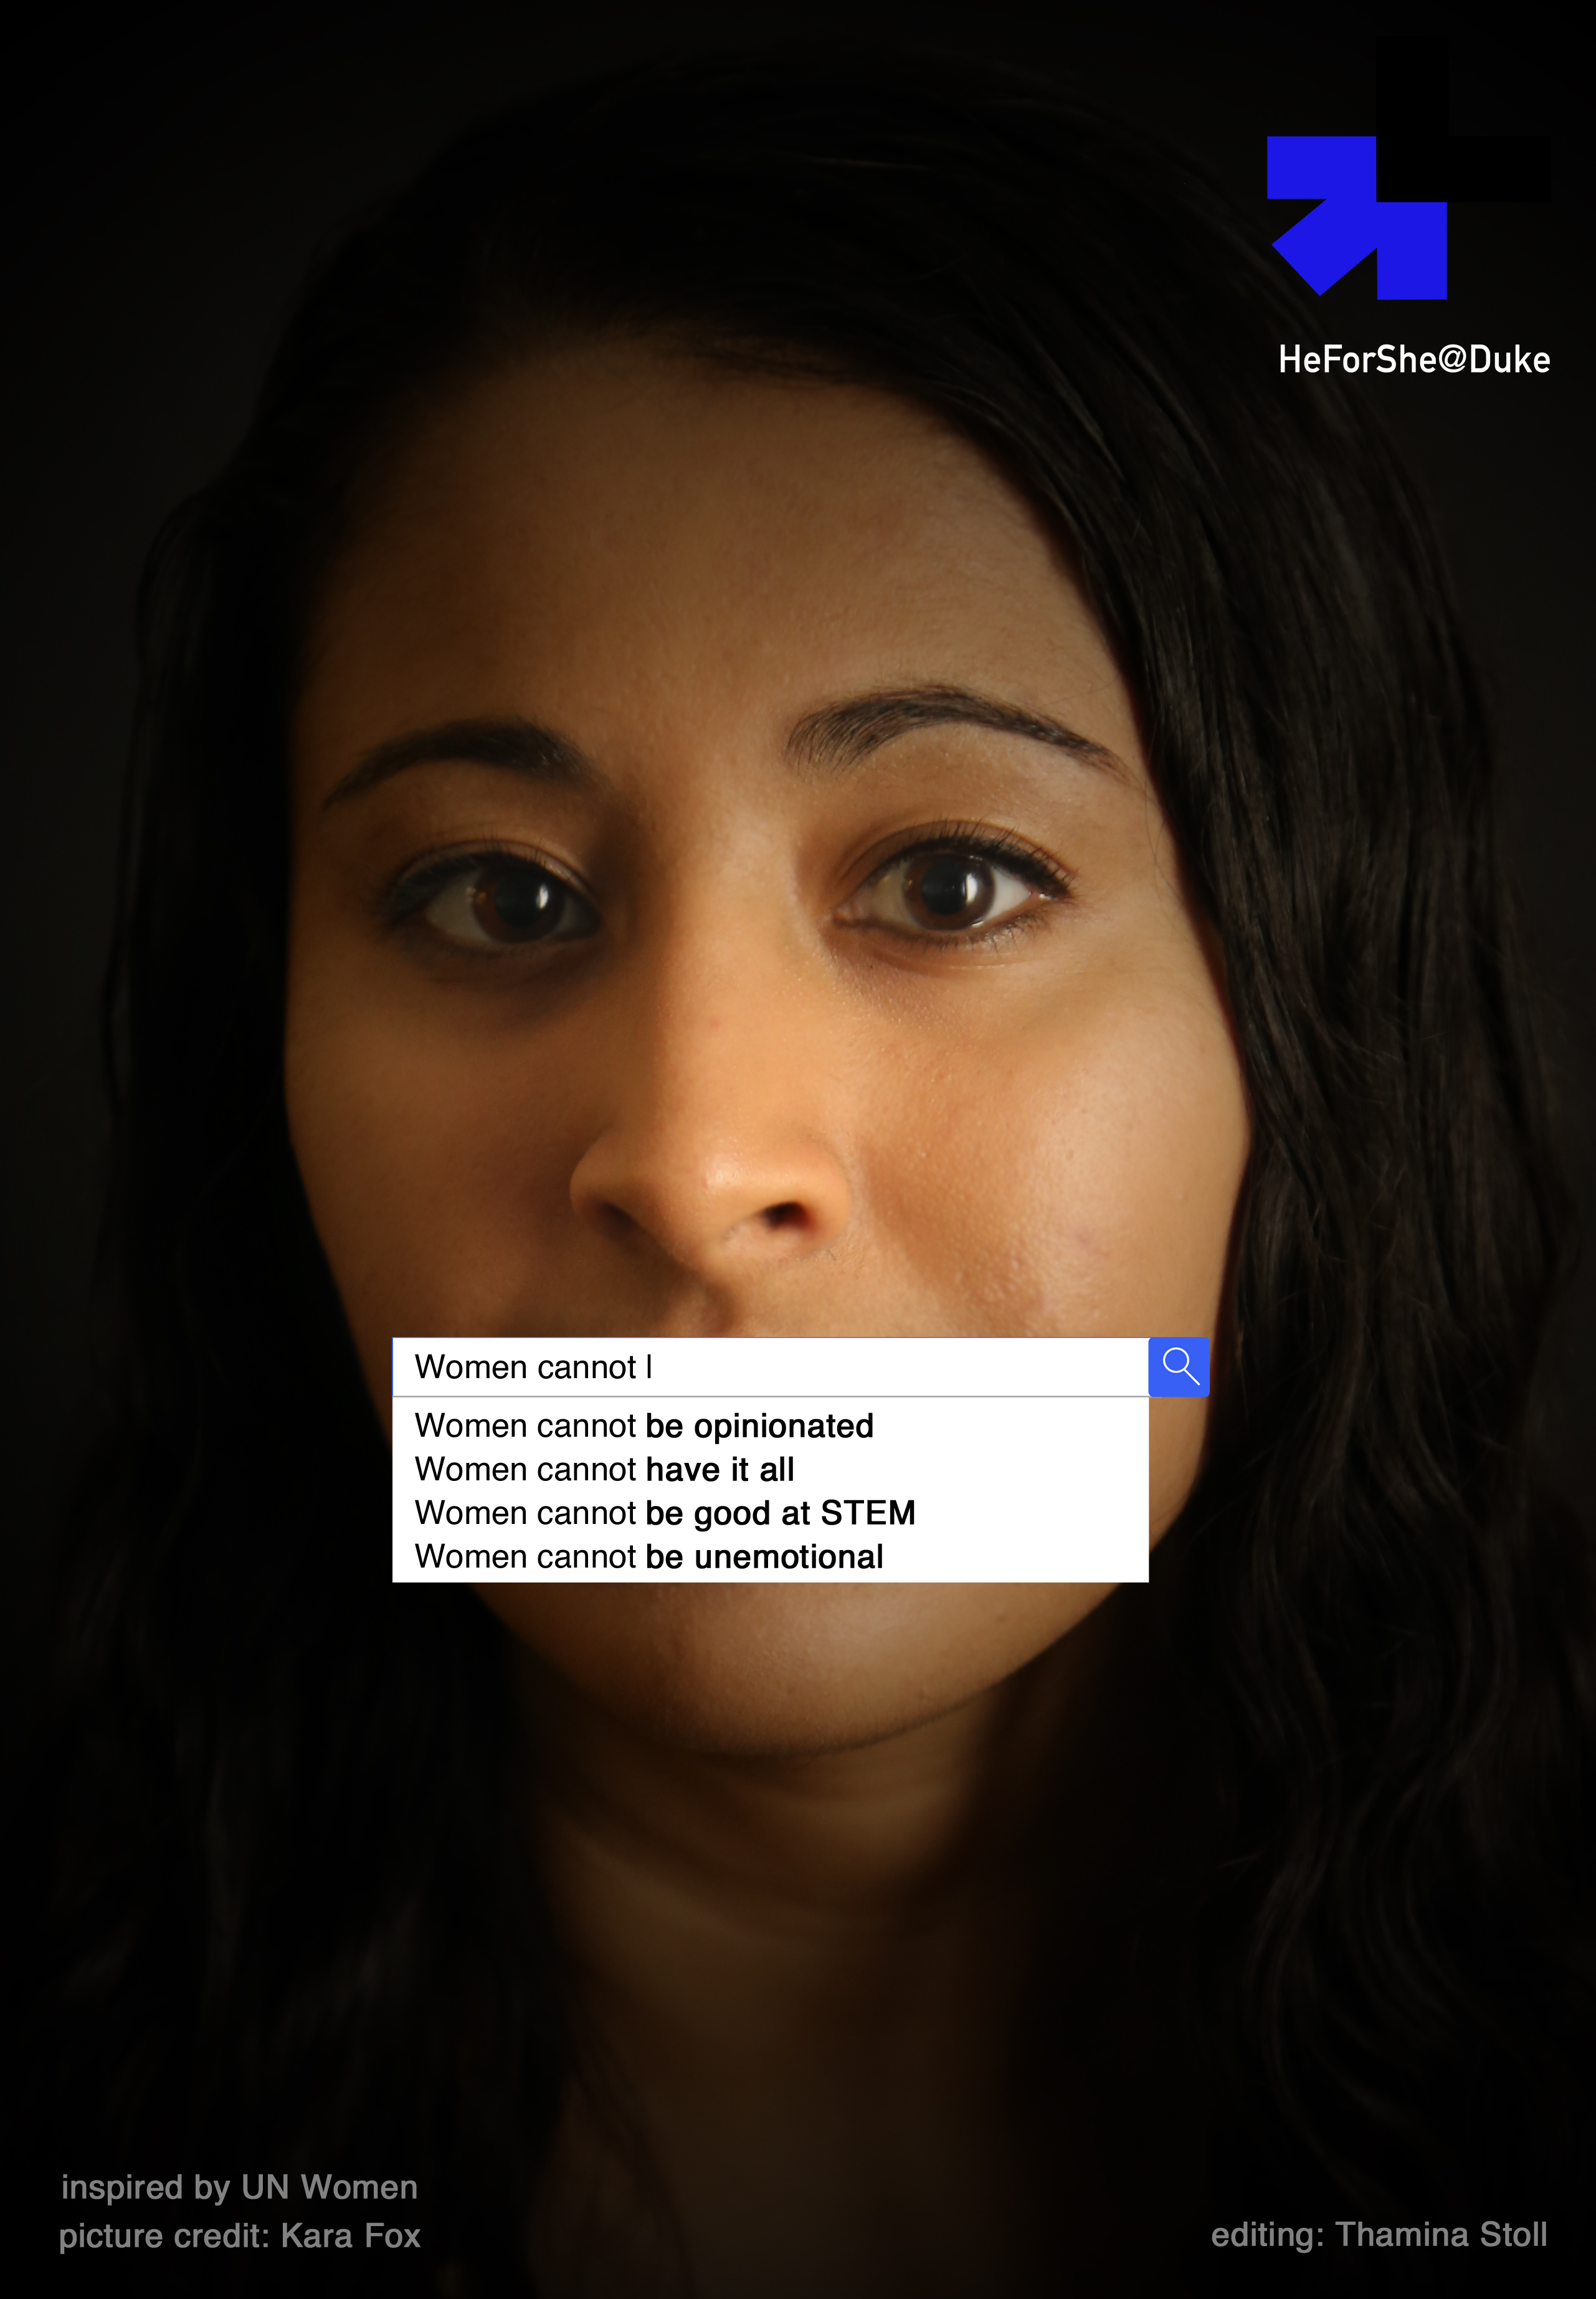 HeForShe@Duke
Women cannot
Women cannot be opinionated
Women cannot have it all
Women cannot be good at STEM
Women cannot be unemotional
inspired by UN Women
picture credit: Kara Fox
editing: Thamina Stoll